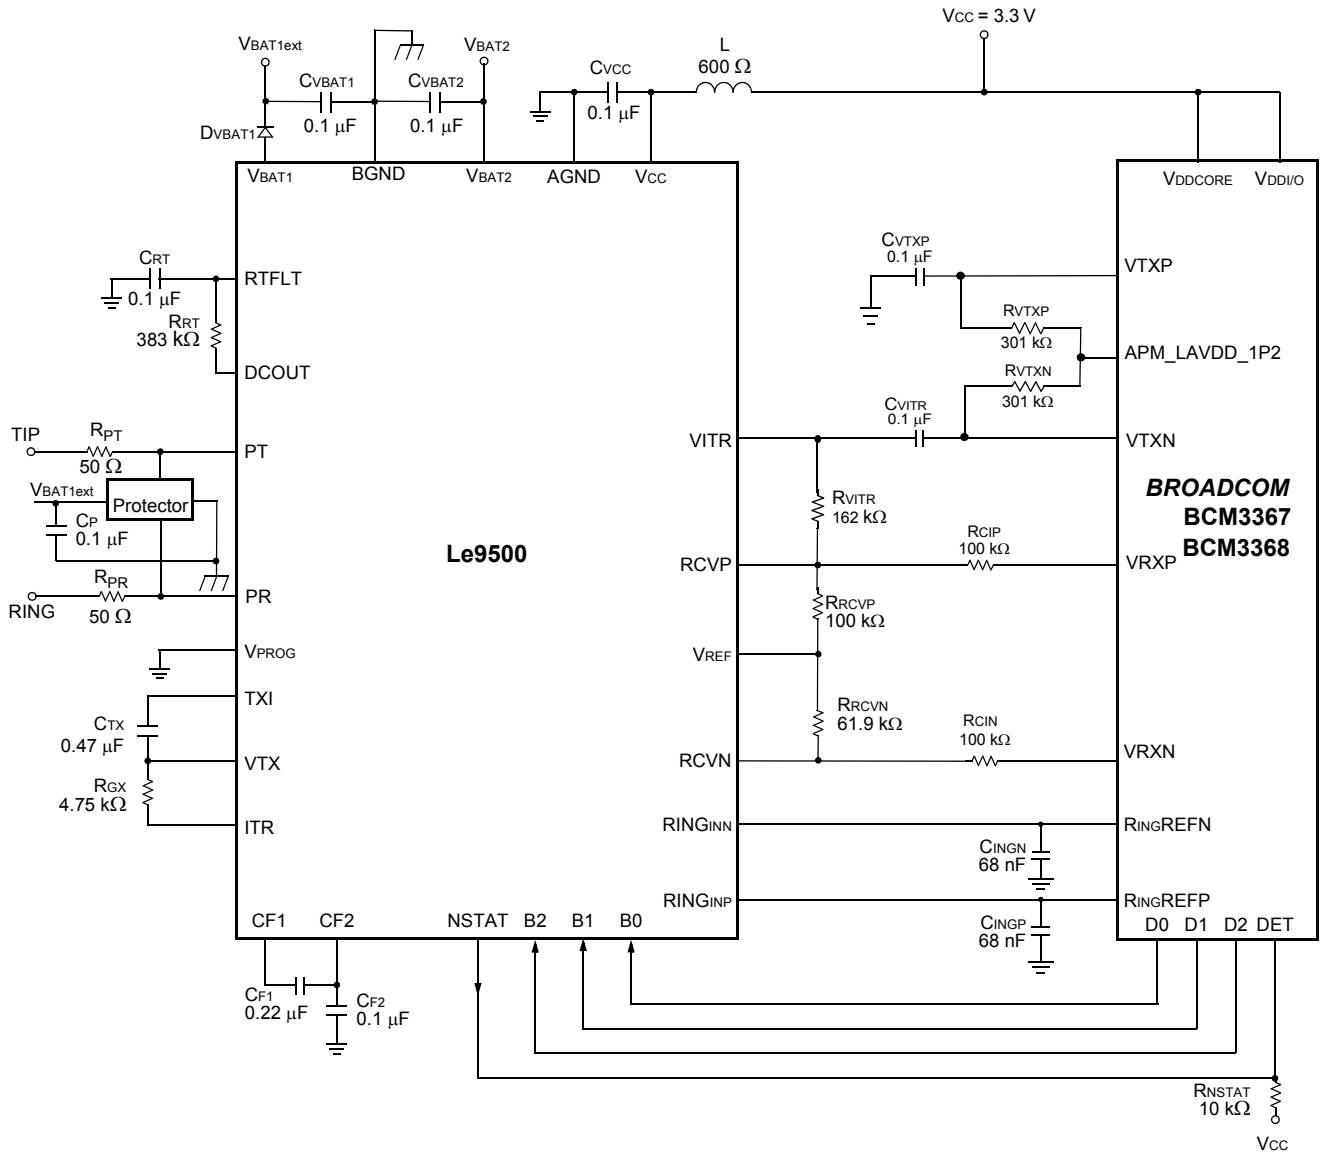 VCC = 3.3 V
VBAT1ext
VBAT2
CVBAT1
0.1 µF
CVBAT2
0.1 µF
DVBAT1
CVCC
0.1 µF
L
600 Ω
VBAT1
BGND
VBAT2
AGND
VCC
VDDCORE
VDDI/O
CRT
0.1 µF
RTFLT
RRT
383 kΩ
DCOUT
CVTXP
0.1 µF
VTXP
RVTXP
301 kΩ
APM_LAVDD_1P2
RVTXN
301 kΩ
CVITR
0.1 µF
VITR
VTXN
TIP
RPT
50 Ω
PT
VBAT1ext
Protector
CP
0.1 µF
RPR
50 Ω
RING
PR
Le9500
BROADCOM
BCM3367
BCM3368
RVITR
162 kΩ
RCVP
RCIP
100 kΩ
VRXP
RRCVP
100 kΩ
VPROG
VREF
TXI
CTX
0.47 µF
VTX
RGX
4.75 kΩ
ITR
RRCVN
61.9 kΩ
RCVN
RCIN
100 kΩ
VRXN
RINGINN
CINGN
68 nF
RINGREFN
RINGINP
CINGP
68 nF
RINGREFP
CF1
CF2
NSTAT
B2
B1
B0
D0
D1
D2
DET
CF1
0.22 µF
CF2
0.1 µF
RNSTAT
10 kΩ
VCC